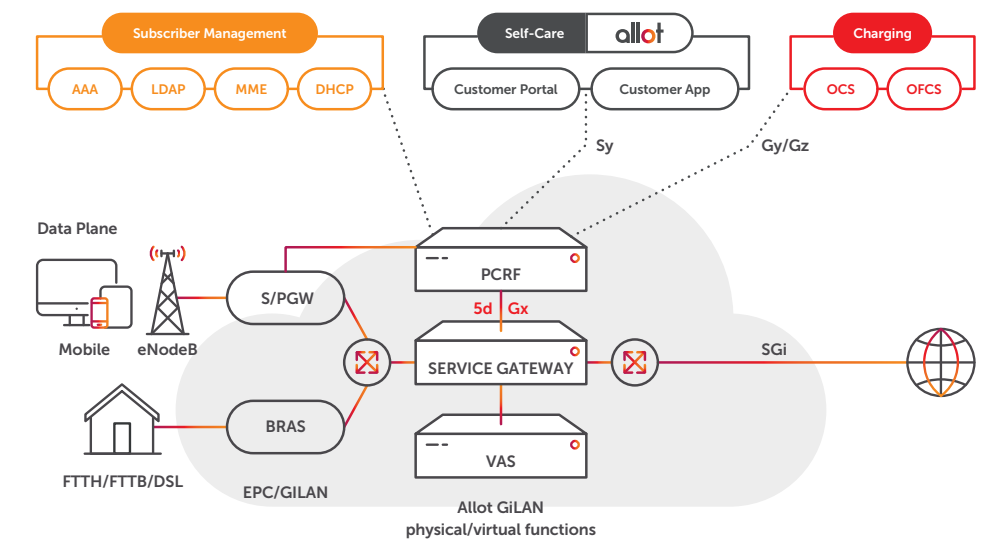 Subscriber Management
AAA
LDAP
MME
DHCP
Self-Care
allot
Customer Portal
Customer App
Charging
OCS
OFCS
Sy
Gy/Gz
Data Plane
Mobile
eNodeB
S/PGW
PCRF
5d
Gx
SERVICE GATEWAY
SGi
FTTH/FTTB/DSL
BRAS
EPC/GILAN
VAS
Allot GiLAN
physical/virtual functions